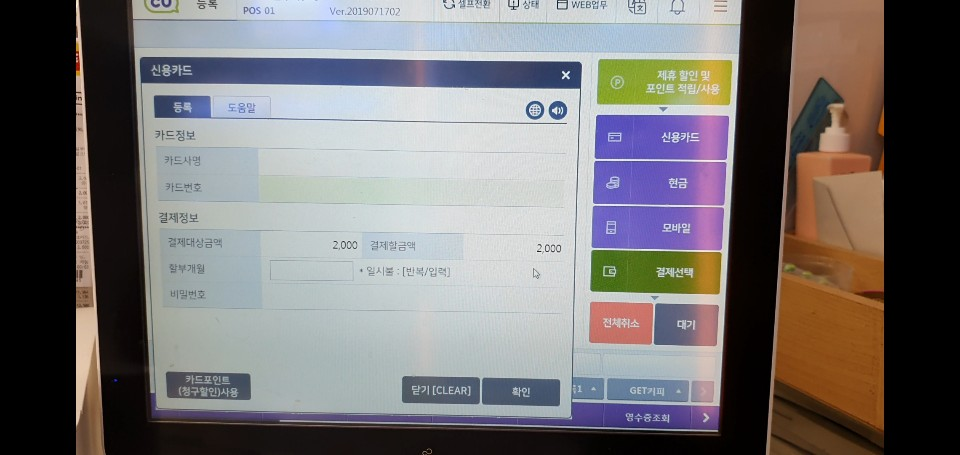 CU
등록
POS 01
Ver.2019071702
셀프전환
상태
WEB업무
신용카드
등록
도움말
카드정보
카드사명
카드번호
결제정보
결제대상금액 2,000 결제할금액 2,000
할부개월 * 일시불 : [반복/입력]
비밀번호
카드포인트
(청구할인)사용
닫기 [CLEAR]
확인
제휴 할인 및
포인트 적립/사용
신용카드
현금
모바일
결제선택
전체취소
대기
GET커피
영수증조회